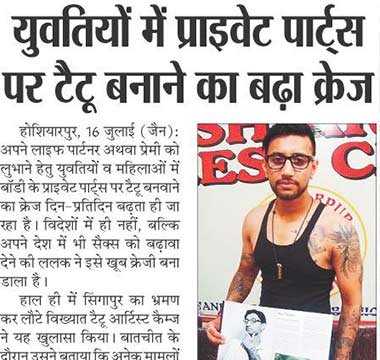 युवतियों में प्राइवेट पार्ट्स
पर टैटू बनाने का बढ़ा क्रेज
होशियारपुर, 16 जुलाई (जैन):
अपने लाइफ पार्टनर अथवा प्रेमी को
लुभाने हेतु युवतियों व महिलाओं में
बॉडी के प्राइवेट पार्ट्स पर टैटू बनवाने
का क्रेज दिन-प्रतिदिन बढ़ता ही जा
रहा है। विदेशों में ही नहीं, बल्कि
अपने देश में भी सैक्स को बढ़ावा
देने की ललक ने इसे खूब क्रेजी बना
डाला है।
हाल ही में सिंगापुर का भ्रमण
कर लौटे विख्यात टैटू आर्टिस्ट कैम्ज
ने यह खुलासा किया। बातचीत के
दौरान उसने बताया कि अनेक मामलों